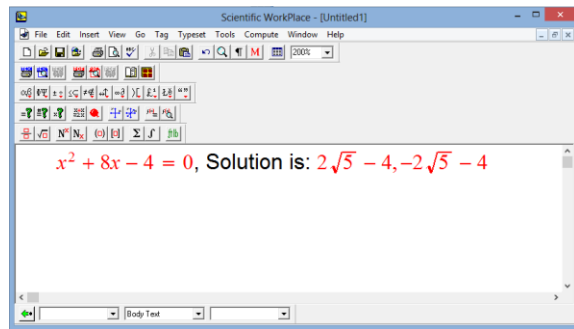 Scientific WorkPlace - [Untitled1]
File Edit Insert View Go Tag Typeset Tools Compute Window Help
200%
x² + 8x − 4 = 0, Solution is: 2√5 − 4, −2√5 − 4
Body Text